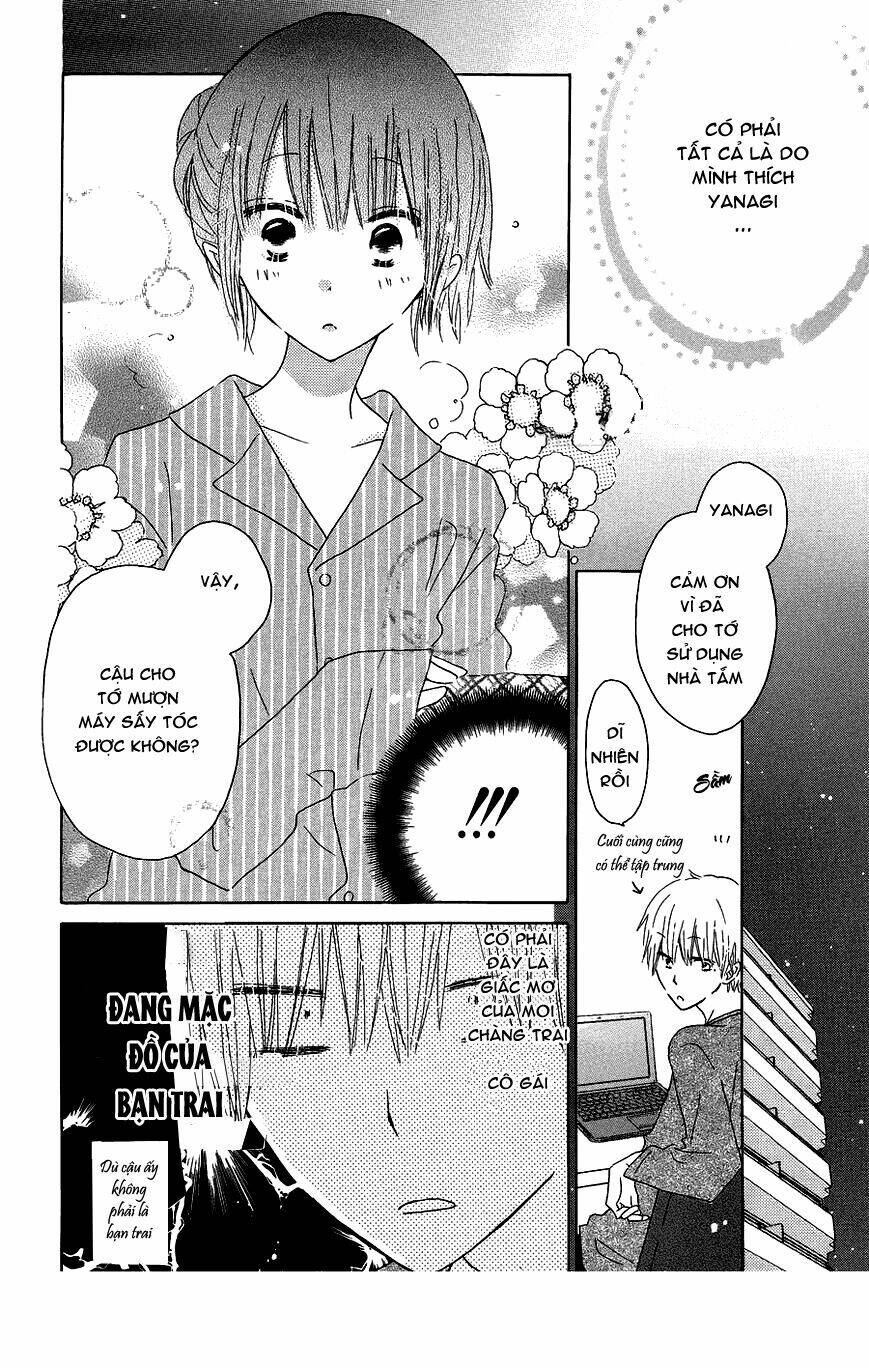 CÓ PHẢI
TẤT CẢ LÀ DO
MÌNH THÍCH
YANAGI
...
YANAGI
CẢM ƠN
VÌ ĐÃ
CHO TỚ
SỬ DỤNG
NHÀ TẮM
DĨ
NHIÊN
RỒI
Sầm
Cuối cùng cũng
có thể tập trung
VẬY,
CẬU CHO
TỚ MƯỢN
MÁY SẤY TÓC
ĐƯỢC KHÔNG?
!!!
CÓ PHẢI
ĐÂY LÀ
GIẤC MƠ
CỦA MỌI
CHÀNG TRAI
CÔ GÁI
ĐANG MẶC
ĐỒ CỦA
BẠN TRAI
Dù cậu ấy
không
phải là
bạn trai